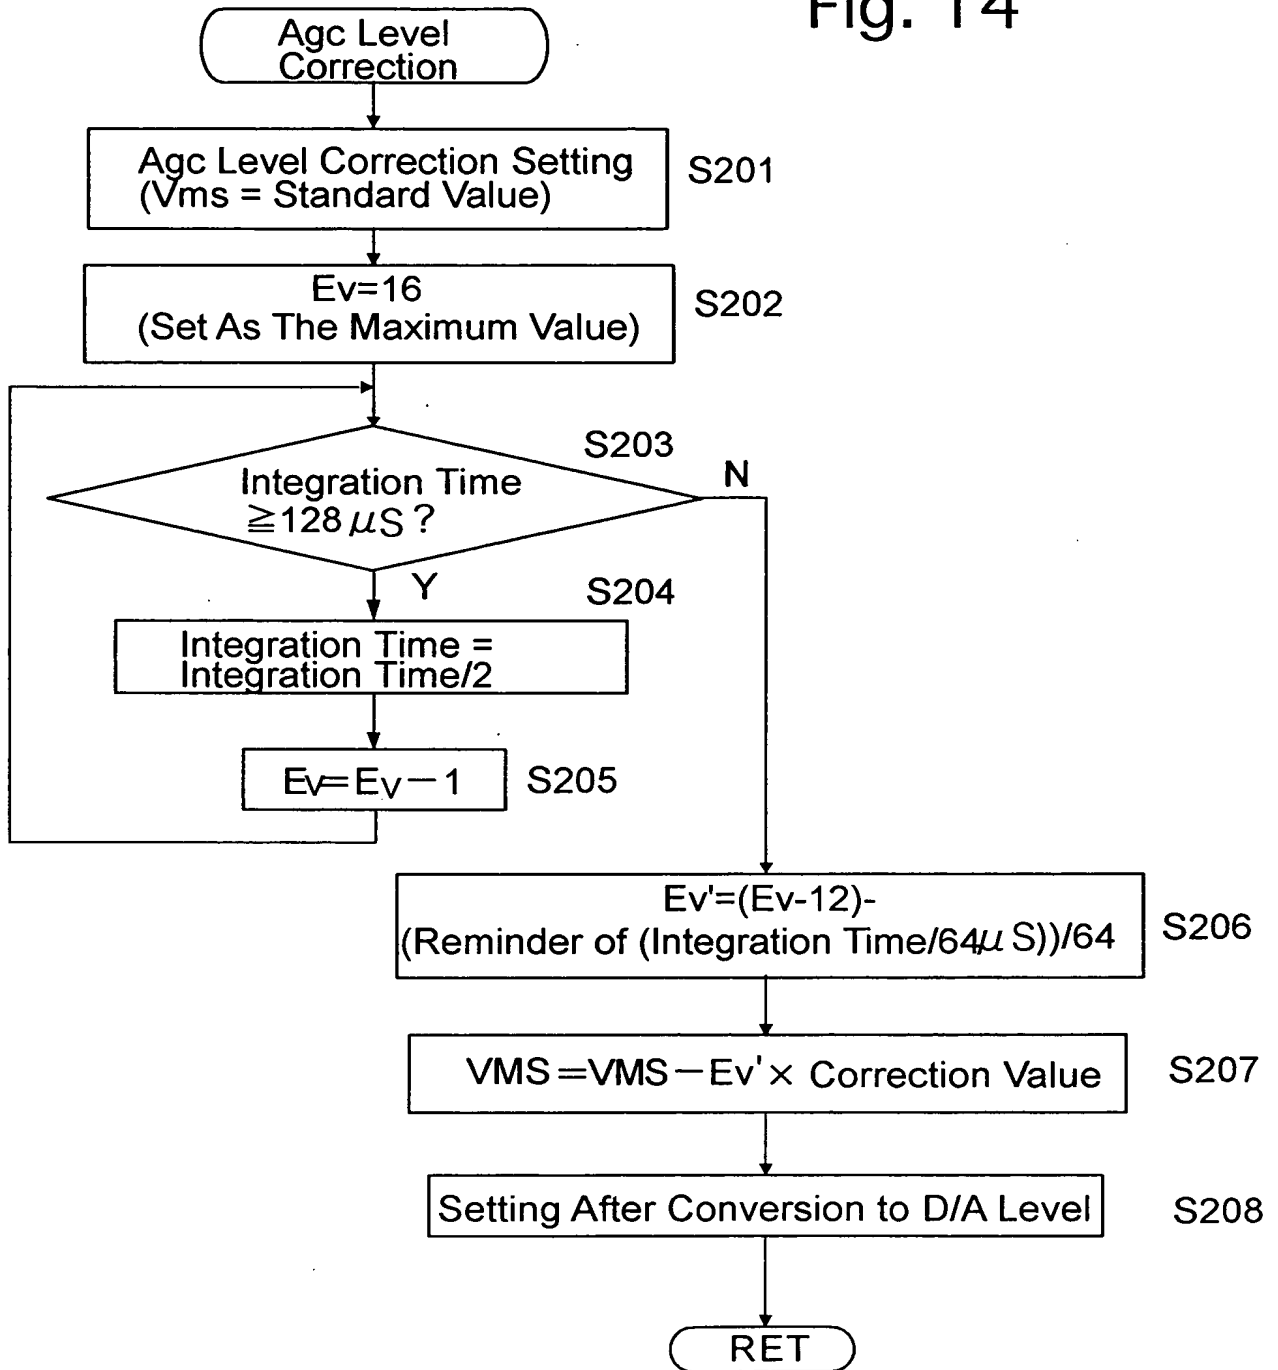 Fig. 14
Agc Level
Correction
Agc Level Correction Setting
(Vms = Standard Value)
S201
Ev=16
(Set As The Maximum Value)
S202
S203
Integration Time
≧128μS?
N
Y
S204
Integration Time =
Integration Time/2
Ev=Ev－1
S205
Ev'=(Ev-12)-
(Reminder of (Integration Time/64μS))/64
S206
VMS=VMS－Ev'× Correction Value
S207
Setting After Conversion to D/A Level
S208
RET